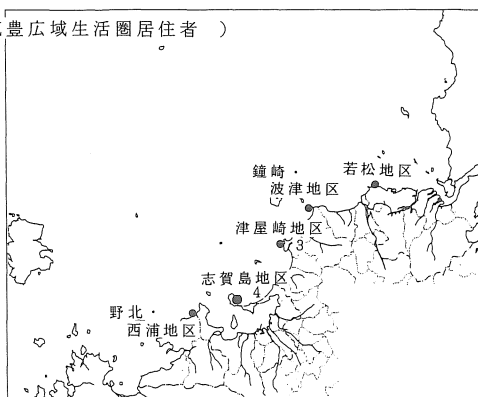 豊広域生活圏居住者 ）
鐘崎・
波津地区
若松地区
津屋崎地区
3
志賀島地区
4
野北・
西浦地区